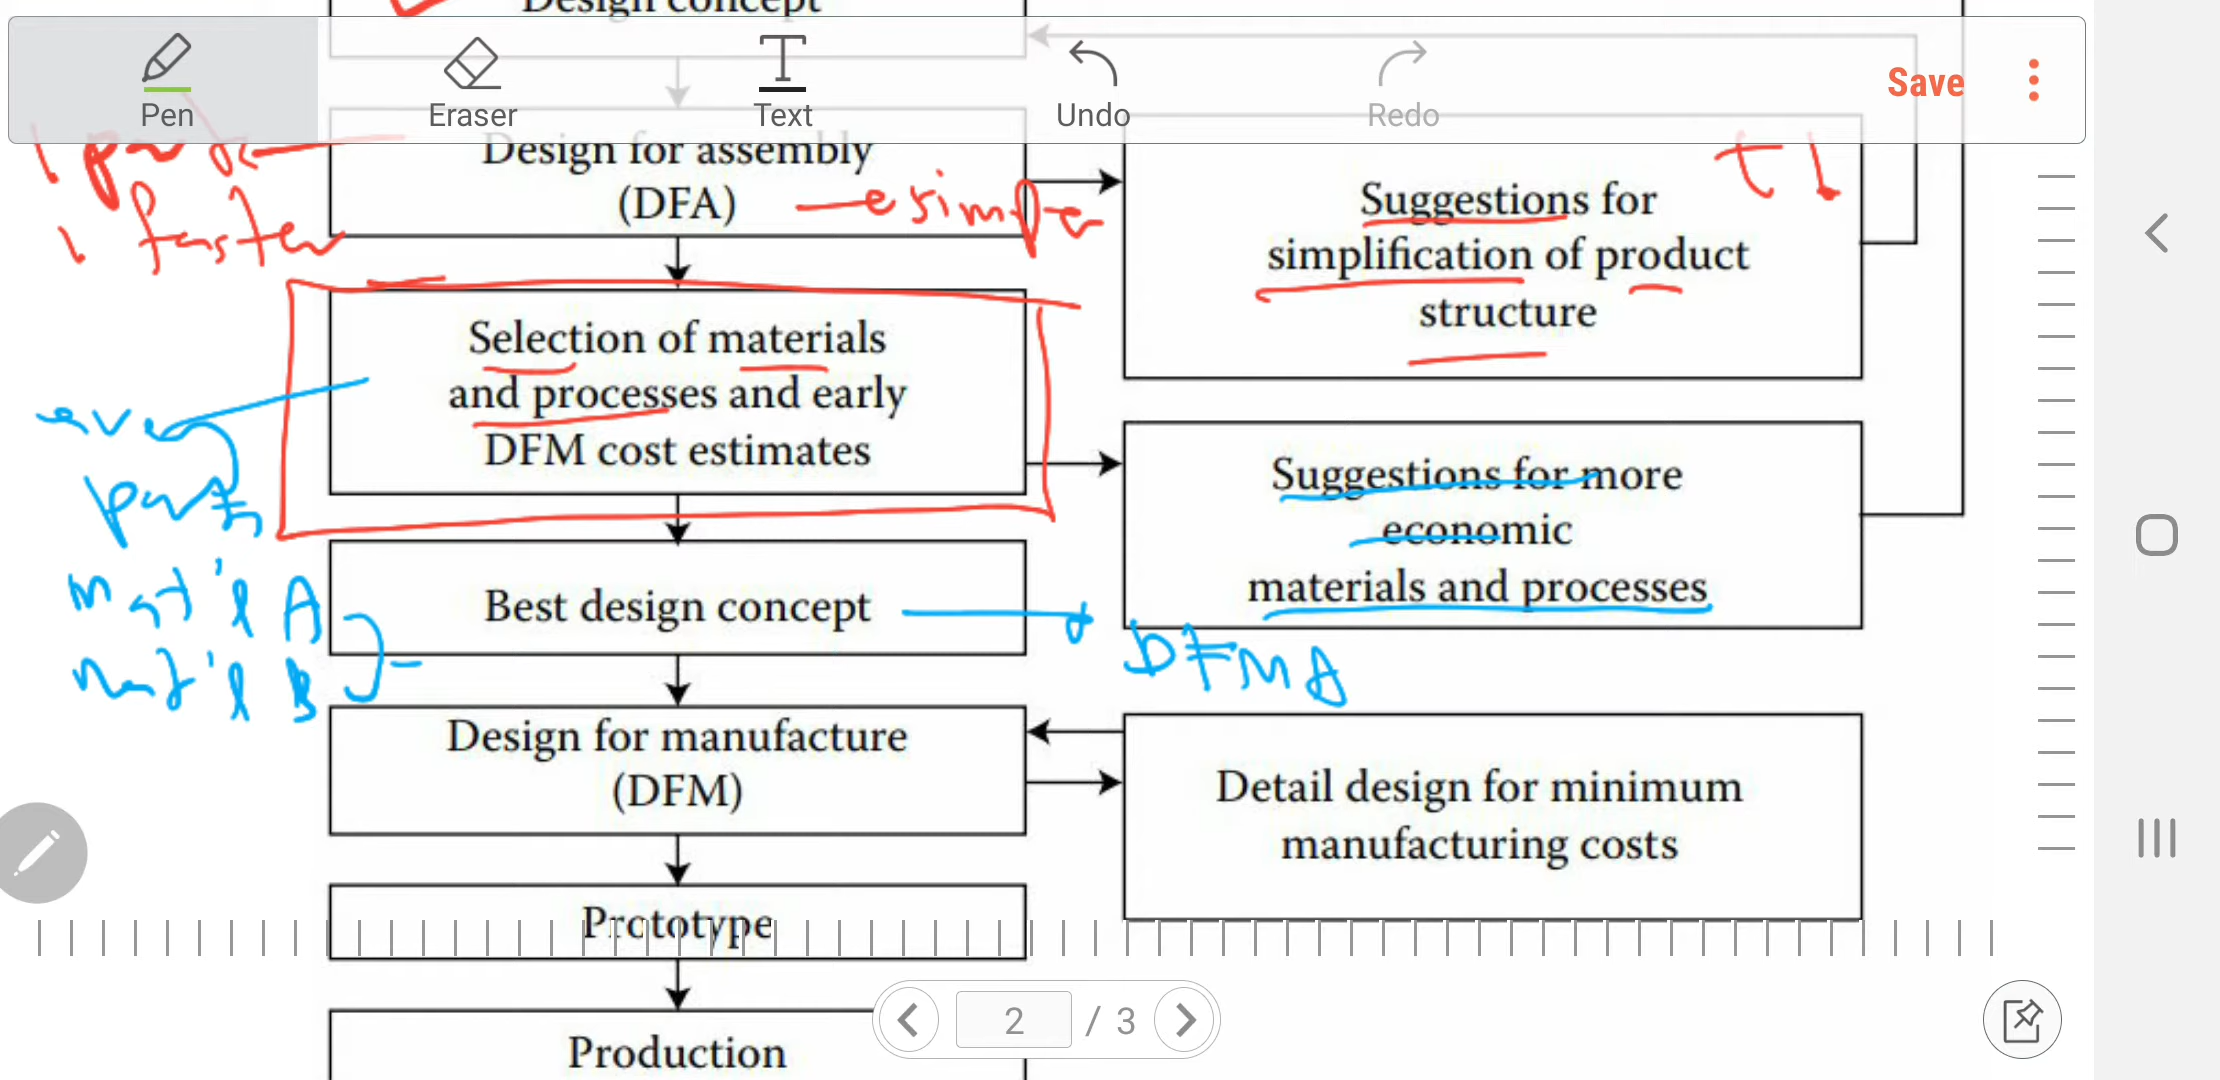 Design concept
Pen
Eraser
Text
Undo
Redo
Save
Design for assembly
(DFA)
faster
Suggestions for
simplification of product
structure
Selection of materials
and processes and early
DFM cost estimates
Suggestions for more
economic
materials and processes
mat'l A
mat'l B
Best design concept
DFMA
Design for manufacture
(DFM)
Detail design for minimum
manufacturing costs
Prototype
Production
2 / 3